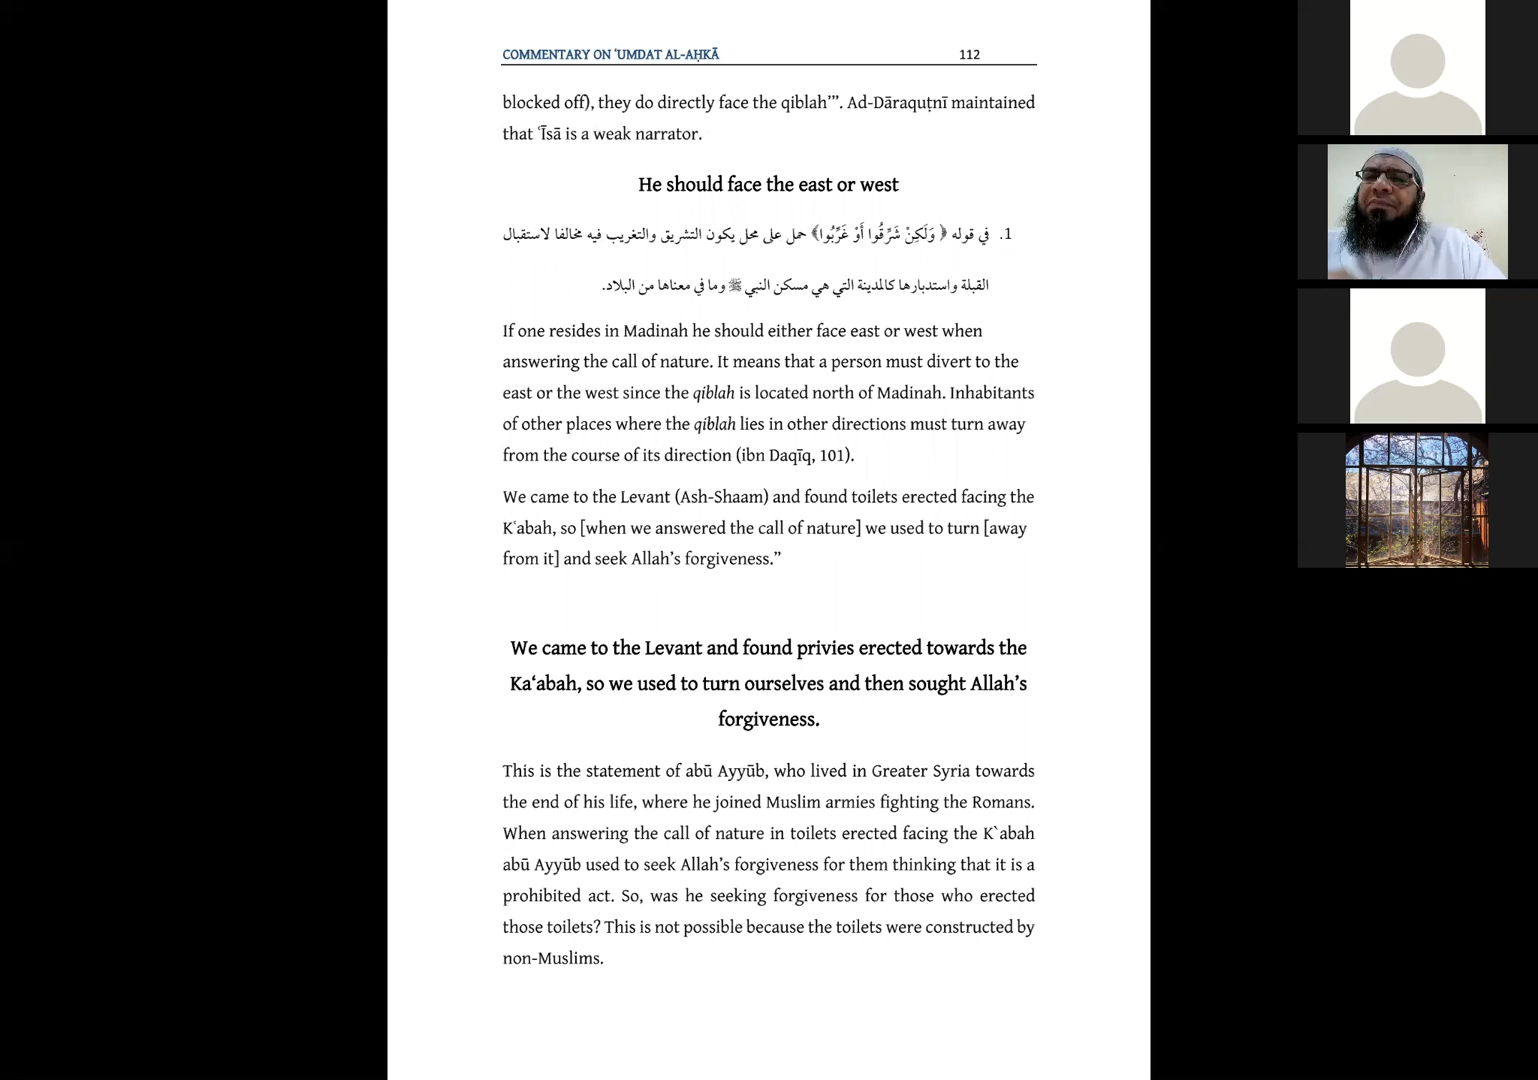 COMMENTARY ON ʿUMDAT AL-AḤKĀ 112
blocked off), they do directly face the qiblah’”. Ad-Dāraquṭnī maintained
that ʿĪsā is a weak narrator.
He should face the east or west
1. في قوله ﴿ وَلَكِنْ شَرِّقُوا أَوْ غَرِّبُوا﴾ حمل على محل يكون التشريق والتغريب فيه مخالفا لاستقبال
القبلة واستدبارها كالمدينة التي هي مسكن النبي ﷺ وما في معناها من البلاد.
If one resides in Madinah he should either face east or west when
answering the call of nature. It means that a person must divert to the
east or the west since the qiblah is located north of Madinah. Inhabitants
of other places where the qiblah lies in other directions must turn away
from the course of its direction (ibn Daqīq, 101).
We came to the Levant (Ash-Shaam) and found toilets erected facing the
Kʿabah, so [when we answered the call of nature] we used to turn [away
from it] and seek Allah’s forgiveness.”
We came to the Levant and found privies erected towards the
Ka‘abah, so we used to turn ourselves and then sought Allah’s
forgiveness.
This is the statement of abū Ayyūb, who lived in Greater Syria towards
the end of his life, where he joined Muslim armies fighting the Romans.
When answering the call of nature in toilets erected facing the K`abah
abū Ayyūb used to seek Allah’s forgiveness for them thinking that it is a
prohibited act. So, was he seeking forgiveness for those who erected
those toilets? This is not possible because the toilets were constructed by
non-Muslims.